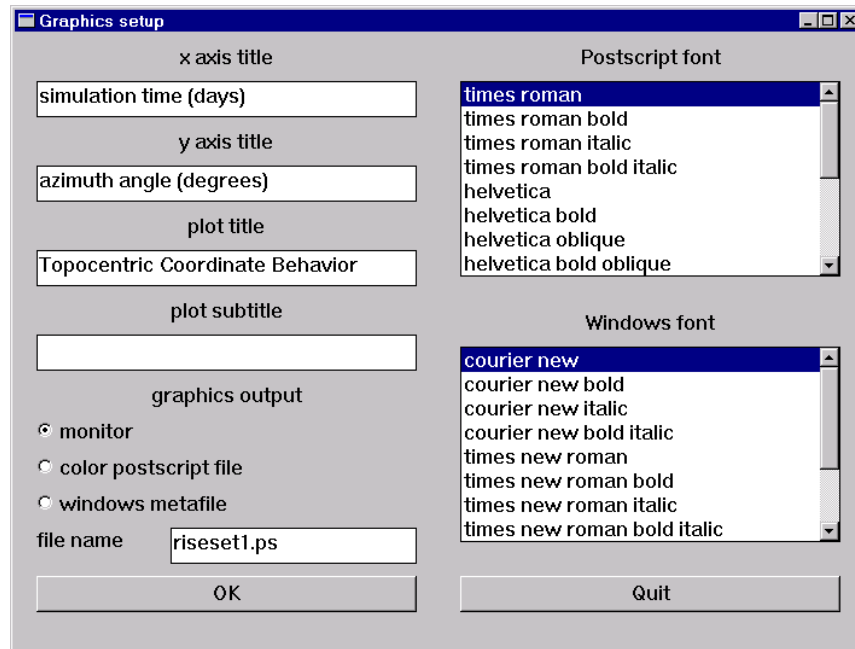 Graphics setup
x axis title
simulation time (days)
y axis title
azimuth angle (degrees)
plot title
Topocentric Coordinate Behavior
plot subtitle
graphics output
monitor
color postscript file
windows metafile
file name
riseset1.ps
OK
Postscript font
times roman
times roman bold
times roman italic
times roman bold italic
helvetica
helvetica bold
helvetica oblique
helvetica bold oblique
Windows font
courier new
courier new bold
courier new italic
courier new bold italic
times new roman
times new roman bold
times new roman italic
times new roman bold italic
Quit